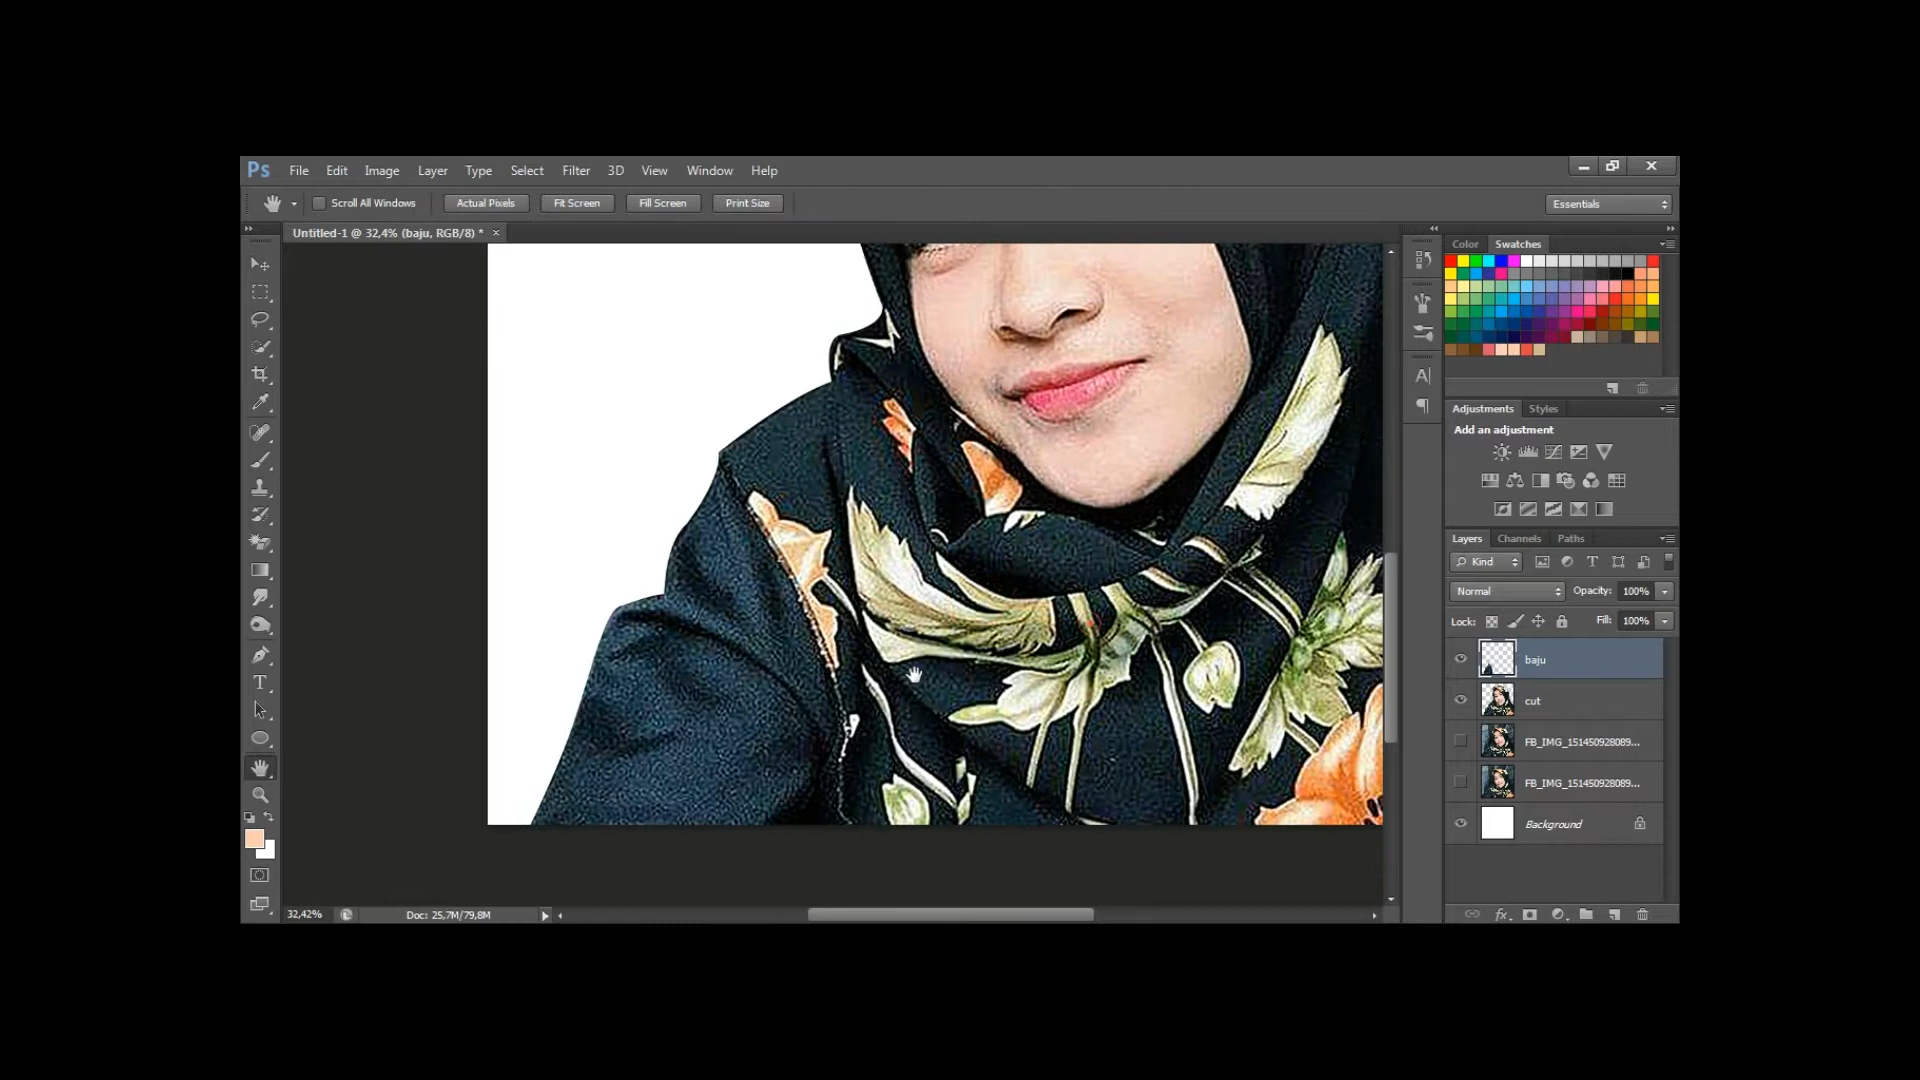 Ps File Edit Image Layer Type Select Filter 3D View Window Help
Scroll All Windows Actual Pixels Fit Screen Fill Screen Print Size Essentials
Untitled-1 @ 32,4% (baju, RGB/8) * ×
Color Swatches
Adjustments Styles
Add an adjustment
Layers Channels Paths
Kind
Normal Opacity: 100%
Lock: Fill: 100%
baju
cut
FB_IMG_151450928089...
FB_IMG_151450928089...
Background
32,42% Doc: 25,7M/79,8M